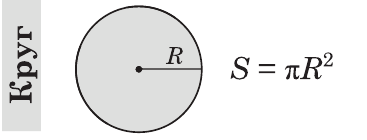 Круг
R
S = πR²